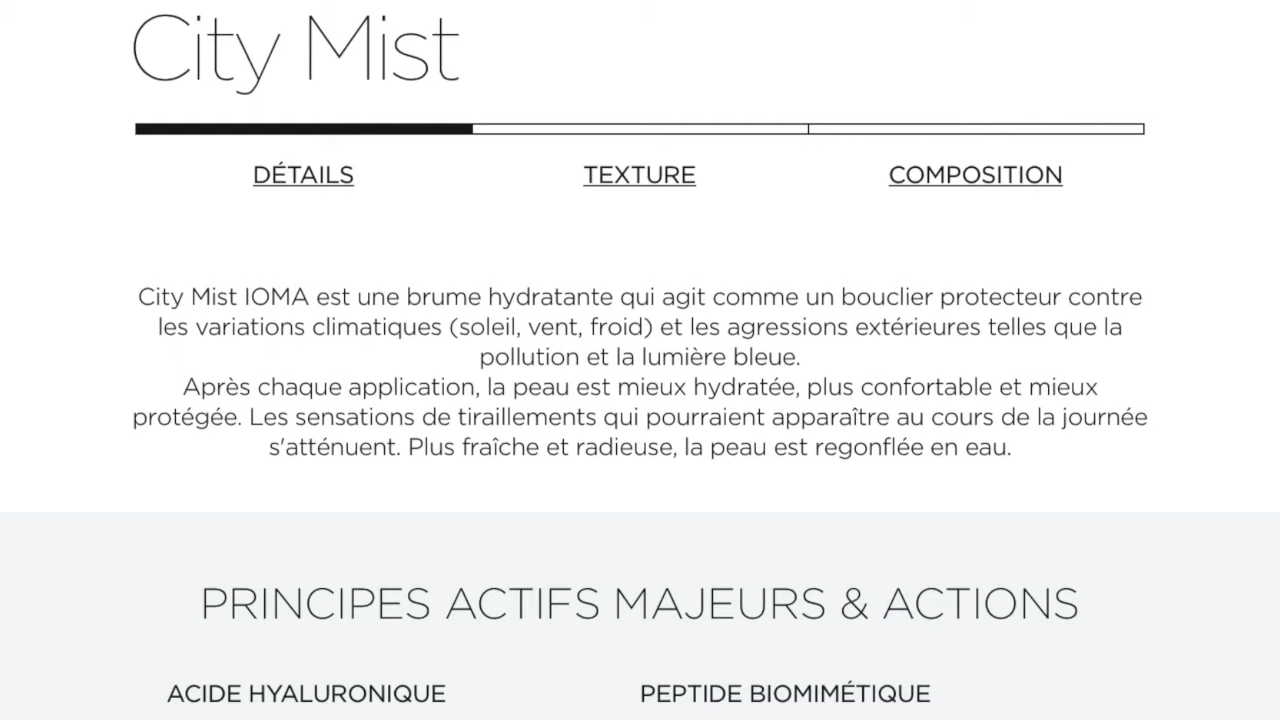 City Mist
DÉTAILS
TEXTURE
COMPOSITION
City Mist IOMA est une brume hydratante qui agit comme un bouclier protecteur contre
les variations climatiques (soleil, vent, froid) et les agressions extérieures telles que la
pollution et la lumière bleue.
Après chaque application, la peau est mieux hydratée, plus confortable et mieux
protégée. Les sensations de tiraillements qui pourraient apparaître au cours de la journée
s'atténuent. Plus fraîche et radieuse, la peau est regonflée en eau.
PRINCIPES ACTIFS MAJEURS & ACTIONS
ACIDE HYALURONIQUE
PEPTIDE BIOMIMÉTIQUE